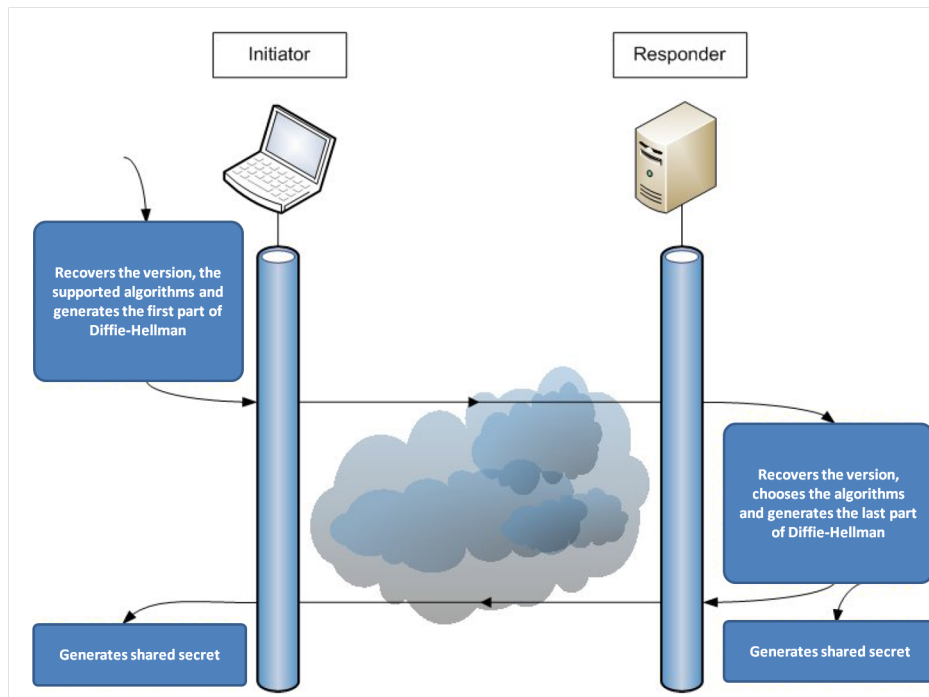 Initiator
Responder
Recovers the version, the
supported algorithms and
generates the first part of
Diffie-Hellman
Recovers the version,
chooses the algorithms
and generates the last part
of Diffie-Hellman
Generates shared secret
Generates shared secret